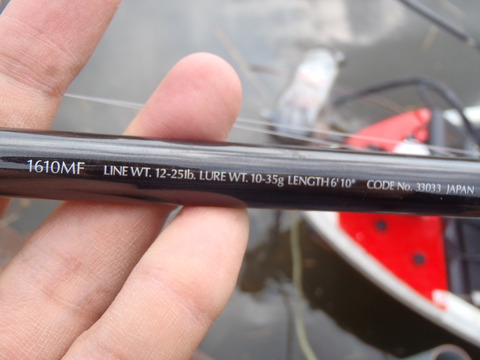 1610MF LINE WT. 12-25lb. LURE WT. 10-35g LENGTH 6'10" CODE No. 33033 JAPAN